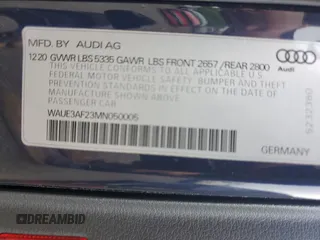 MFD. BY AUDI AG
1220 GVWR LBS 5335 GAWR LBS FRONT 2657 / REAR 2800
THIS VEHICLE CONFORMS TO ALL APPLICABLE
FEDERAL MOTOR VEHICLE SAFETY, BUMPER AND THEFT
PREVENTION STANDARDS IN EFFECT ON THE DATE OF
MANUFACTURE SHOWN ABOVE
PASSENGER CAR
WAUE3AF23MN050005
Audi
GERMANY
DREAMBID